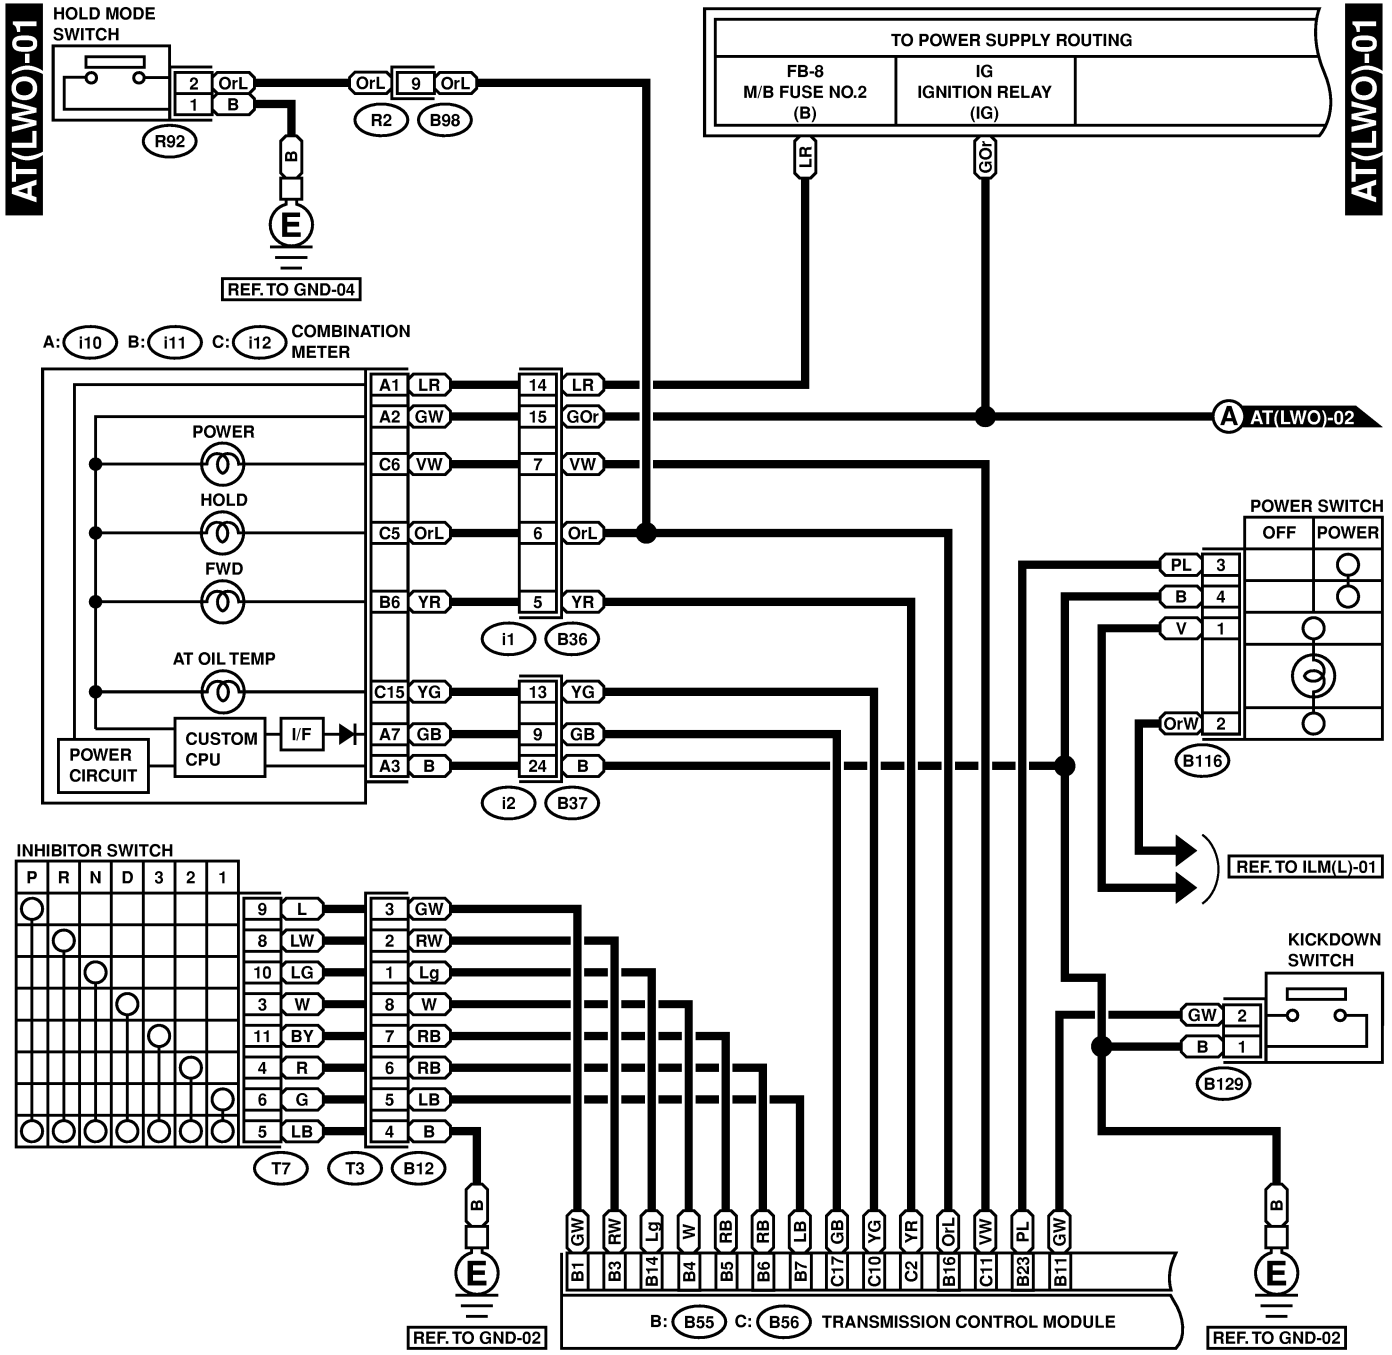 AT(LWO)-01
AT(LWO)-01
HOLD MODE
SWITCH
2 OrL
1 B
R92
OrL 9 OrL
R2 B98
B
E
REF. TO GND-04
TO POWER SUPPLY ROUTING
FB-8
M/B FUSE NO.2
(B)
IG
IGNITION RELAY
(IG)
LR
GOr
A: i10 B: i11 C: i12
COMBINATION
METER
A1 LR 14 LR
A2 GW 15 GOr
A AT(LWO)-02
POWER
C6 VW 7 VW
HOLD
C5 OrL 6 OrL
FWD
B6 YR 5 YR
i1 B36
AT OIL TEMP
C15 YG 13 YG
CUSTOM
CPU
I/F
A7 GB 9 GB
POWER
CIRCUIT
A3 B 24 B
i2 B37
POWER SWITCH
OFF POWER
PL 3
B 4
V 1
OrW 2
B116
REF. TO ILM(L)-01
KICKDOWN
SWITCH
GW 2
B 1
B129
B
E
REF. TO GND-02
INHIBITOR SWITCH
P R N D 3 2 1
9 L 3 GW
8 LW 2 RW
10 LG 1 Lg
3 W 8 W
11 BY 7 RB
4 R 6 RB
6 G 5 LB
5 LB 4 B
T7 T3 B12
B
E
REF. TO GND-02
GW RW Lg W RB RB LB GB YG YR OrL VW PL GW
B1 B3 B14 B4 B5 B6 B7 C17 C10 C2 B16 C11 B23 B11
B: B55 C: B56 TRANSMISSION CONTROL MODULE